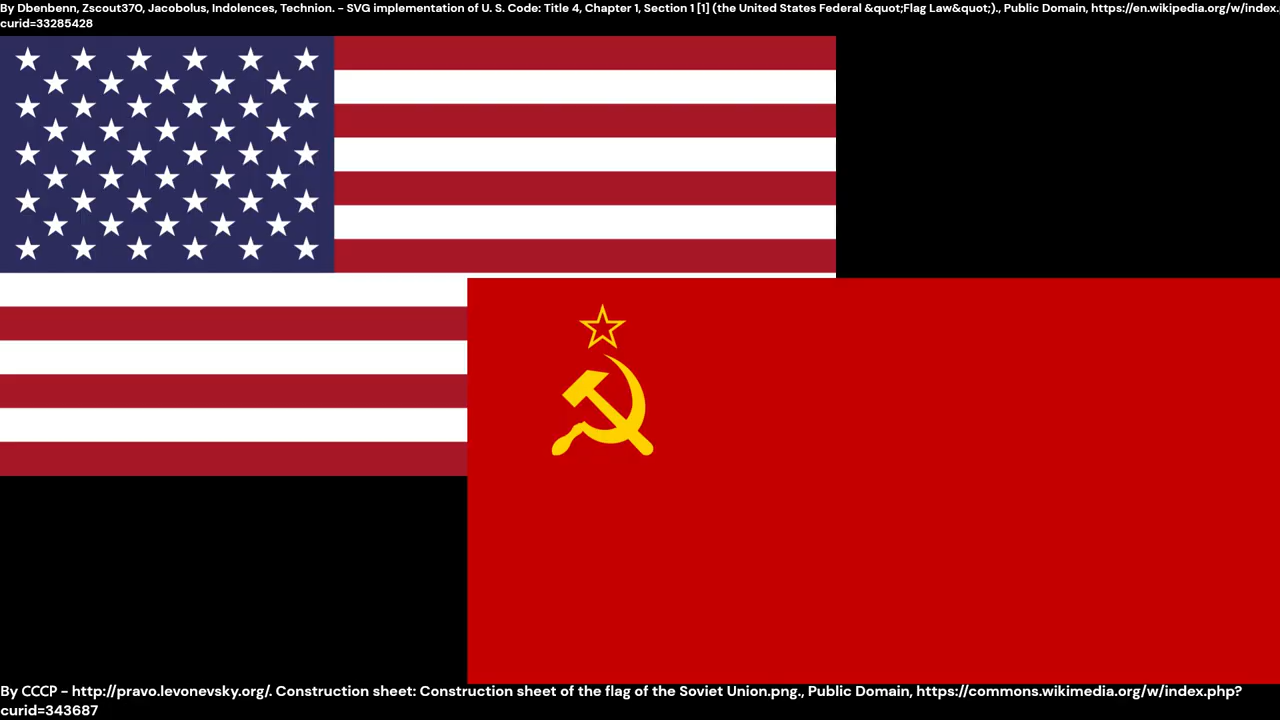 By Dbenbenn, Zscout370, Jacobolus, Indolences, Technion. - SVG implementation of U. S. Code: Title 4, Chapter 1, Section 1 [1] (the United States Federal &quot;Flag Law&quot;)., Public Domain, https://en.wikipedia.org/w/index.
curid=33285428
By CCCP - http://pravo.levonevsky.org/. Construction sheet: Construction sheet of the flag of the Soviet Union.png., Public Domain, https://commons.wikimedia.org/w/index.php?
curid=343687